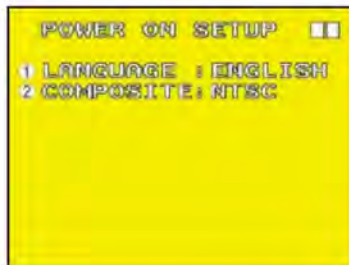 POWER ON SETUP
1 LANGUAGE : ENGLISH
2 COMPOSITE: NTSC